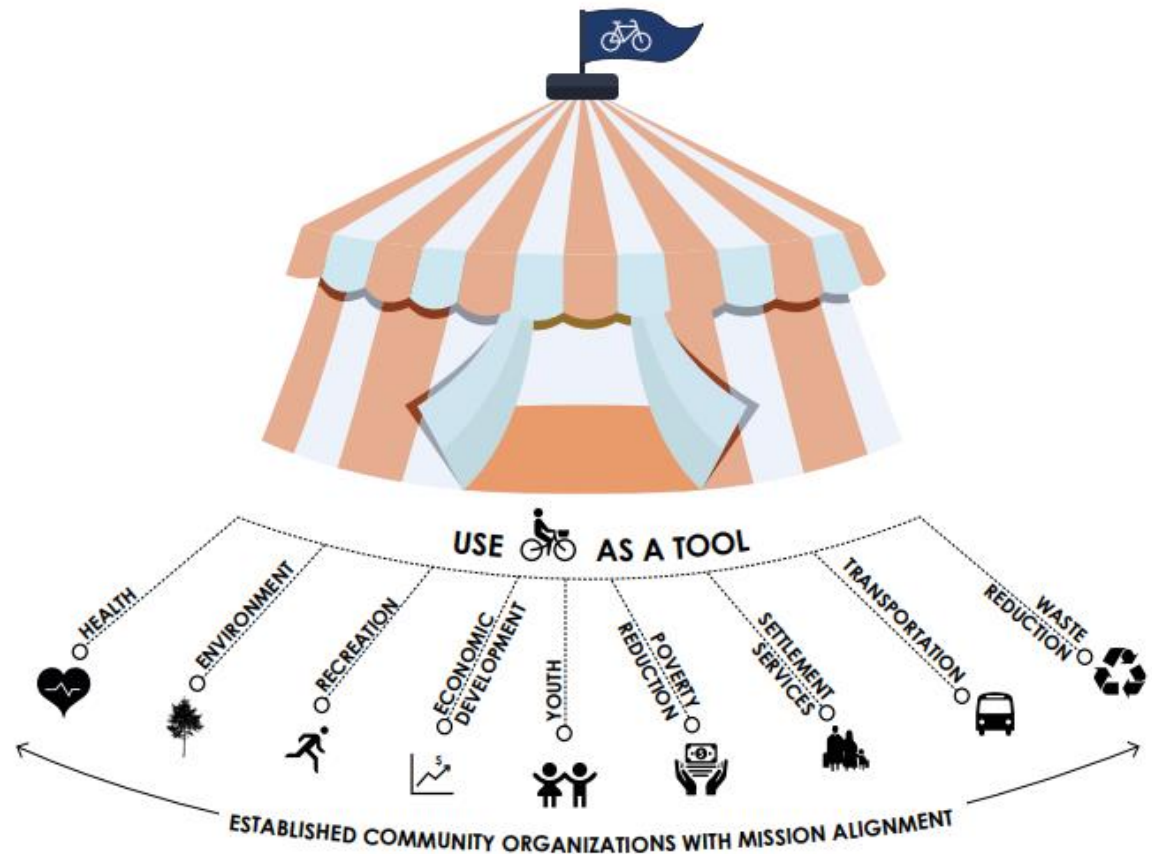 USE AS A TOOL
HEALTH
ENVIRONMENT
RECREATION
ECONOMIC
DEVELOPMENT
YOUTH
POVERTY
REDUCTION
SETTLEMENT
SERVICES
TRANSPORTATION
WASTE
REDUCTION
$
$
ESTABLISHED COMMUNITY ORGANIZATIONS WITH MISSION ALIGNMENT